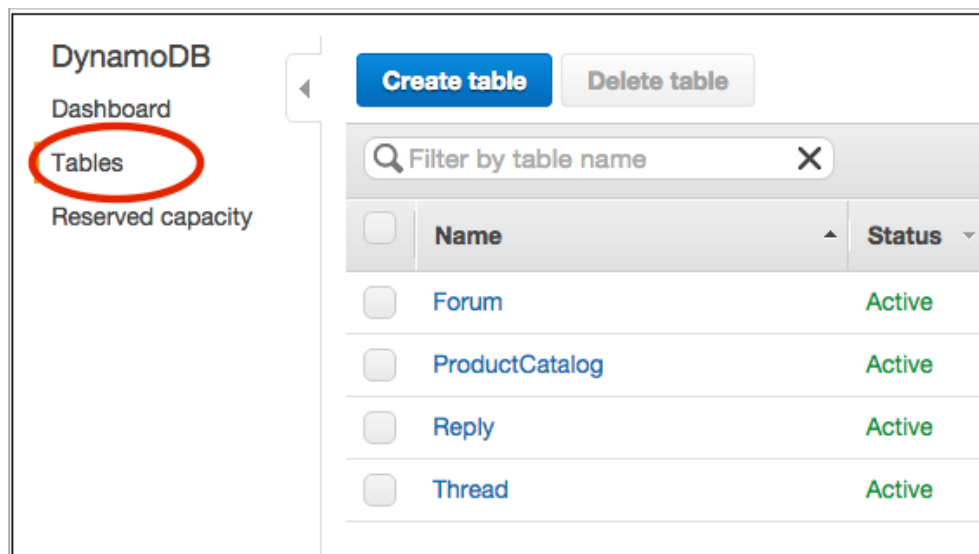 DynamoDB
Dashboard
Tables
Reserved capacity
Create table Delete table
Filter by table name
Name Status
Forum Active
ProductCatalog Active
Reply Active
Thread Active